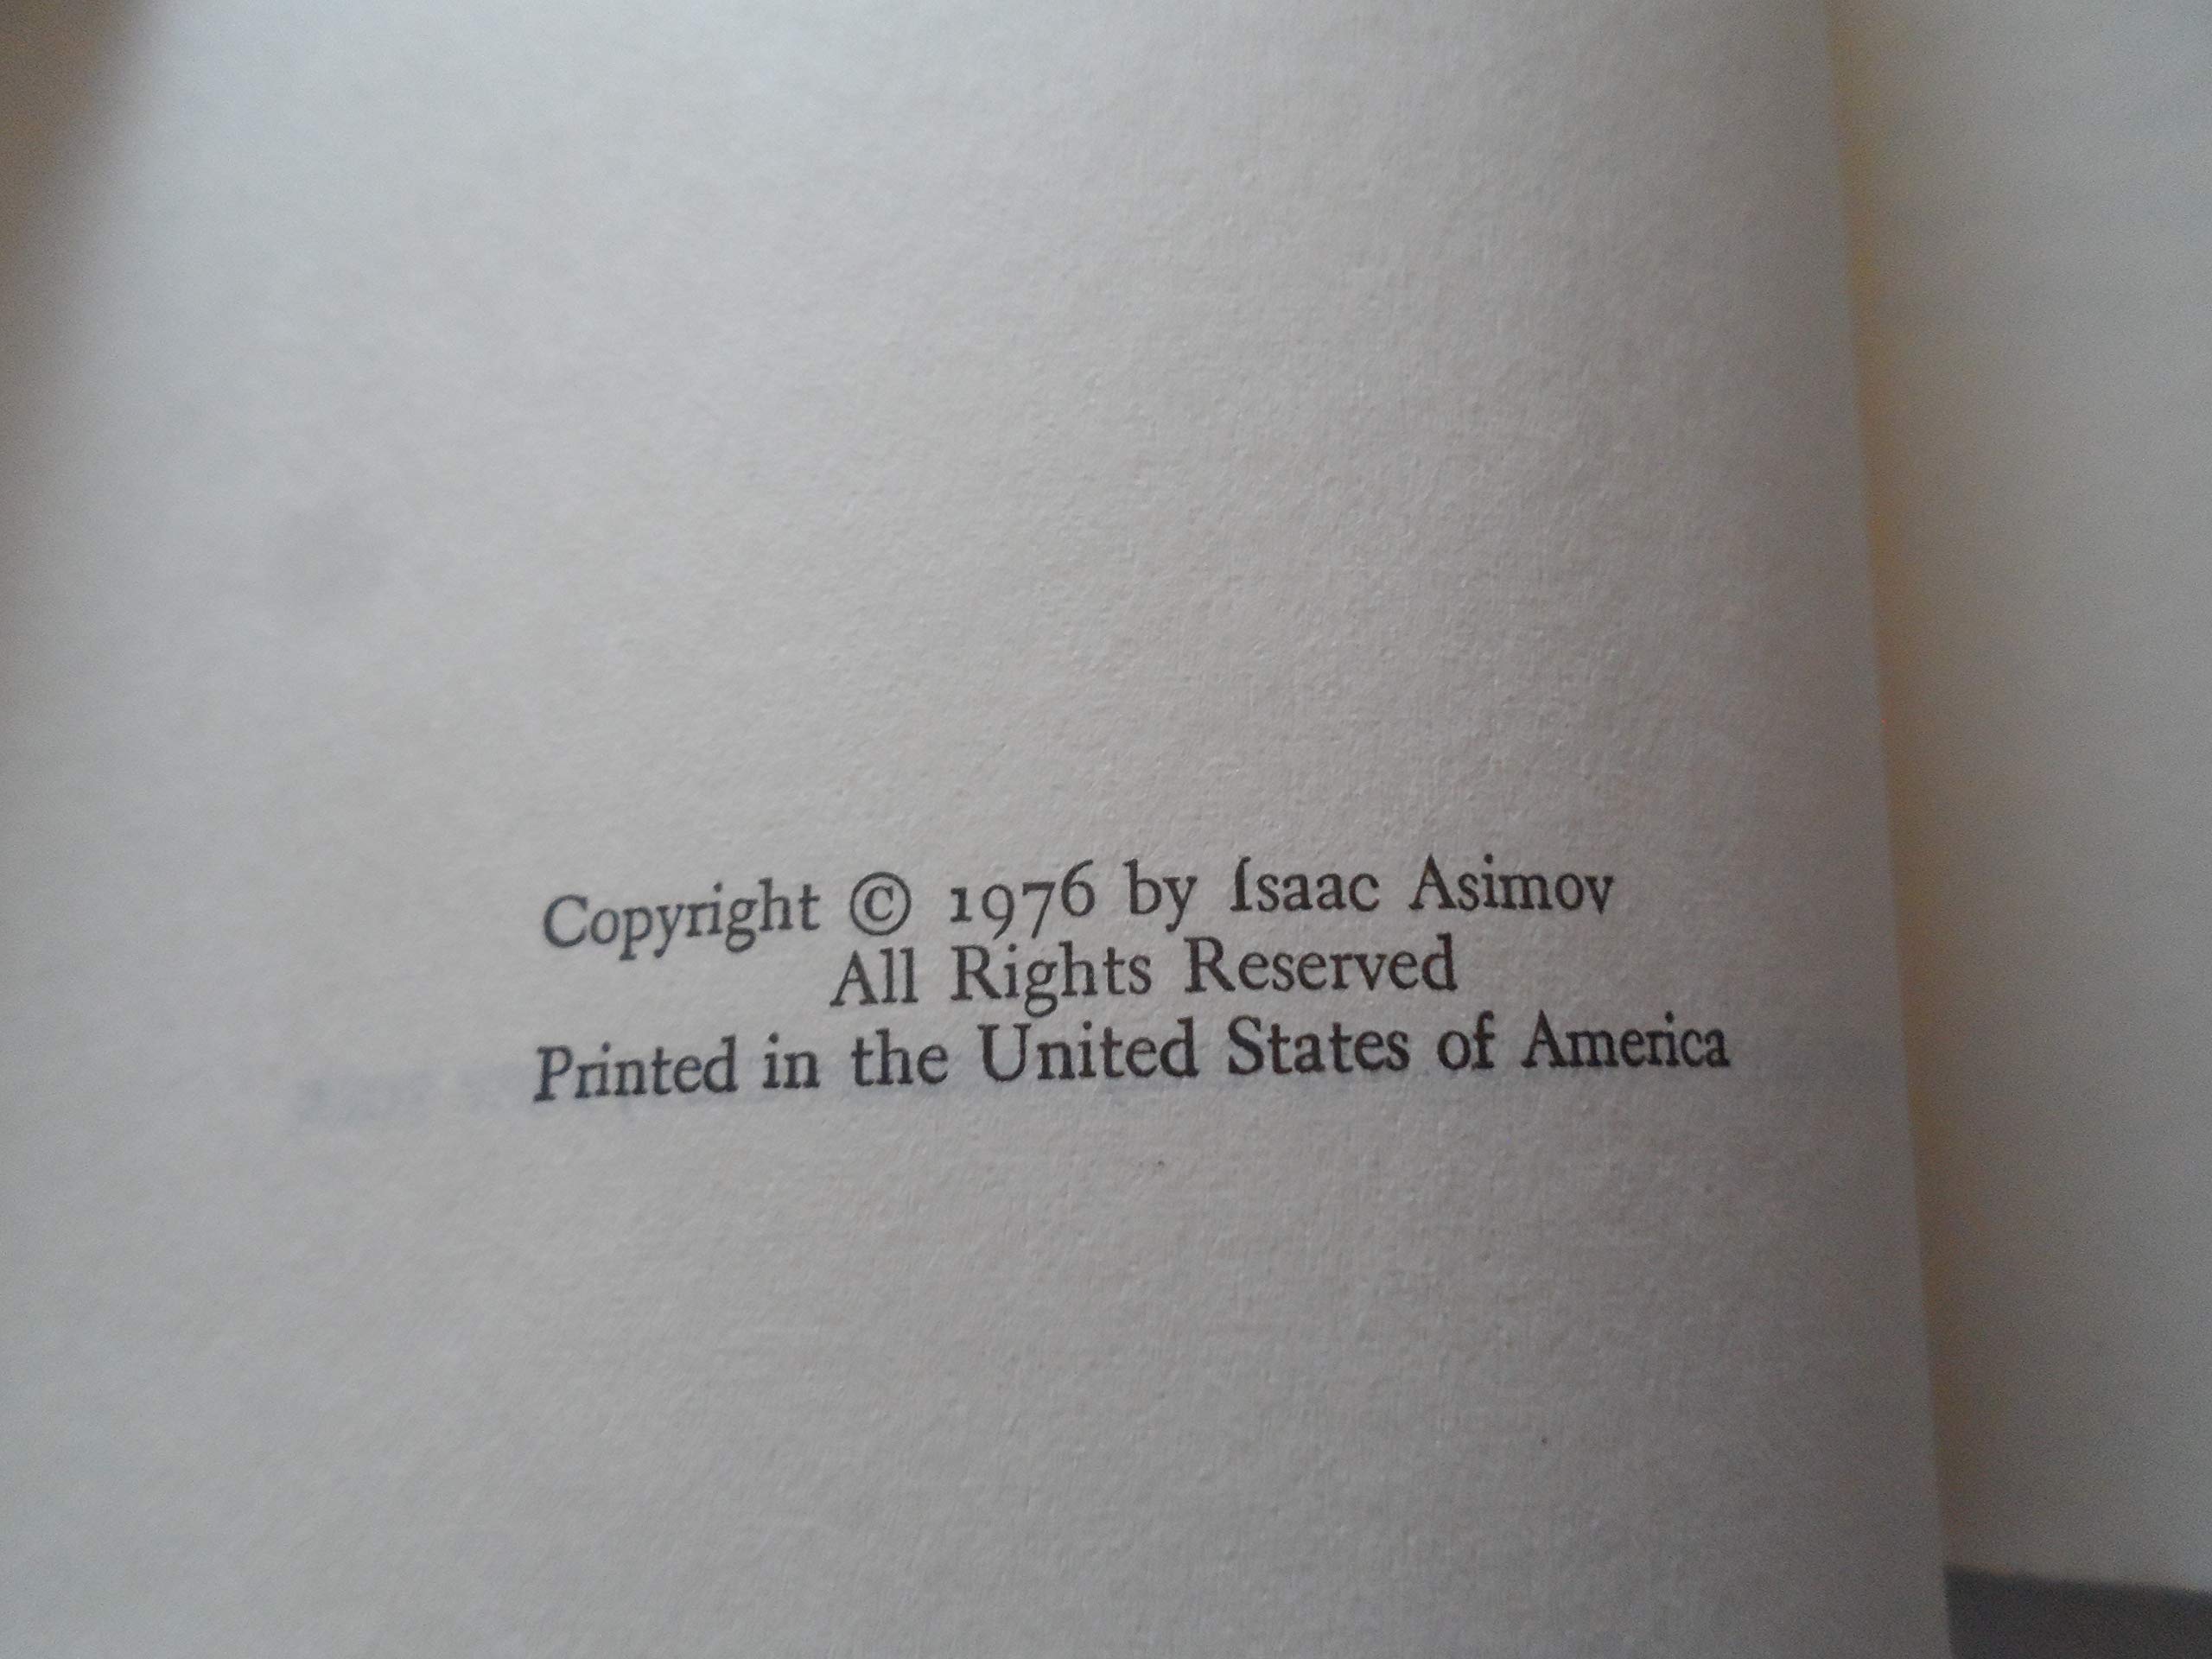 Copyright © 1976 by Isaac Asimov
All Rights Reserved
Printed in the United States of America